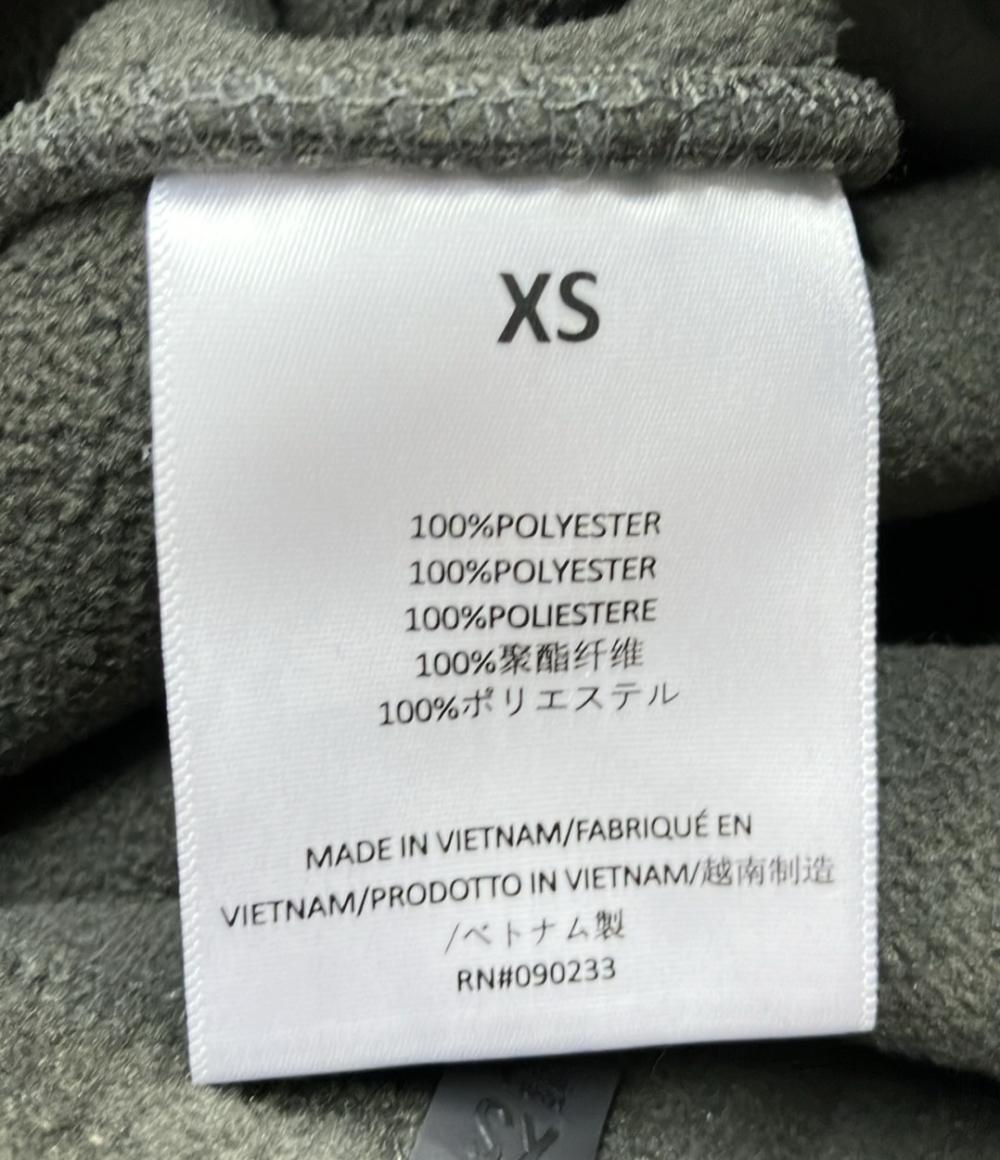 XS
100%POLYESTER
100%POLYESTER
100%POLIESTERE
100%聚酯纤维
100%ポリエステル
MADE IN VIETNAM/FABRIQUÉ EN
VIETNAM/PRODOTTO IN VIETNAM/越南制造
/ベトナム製
RN#090233